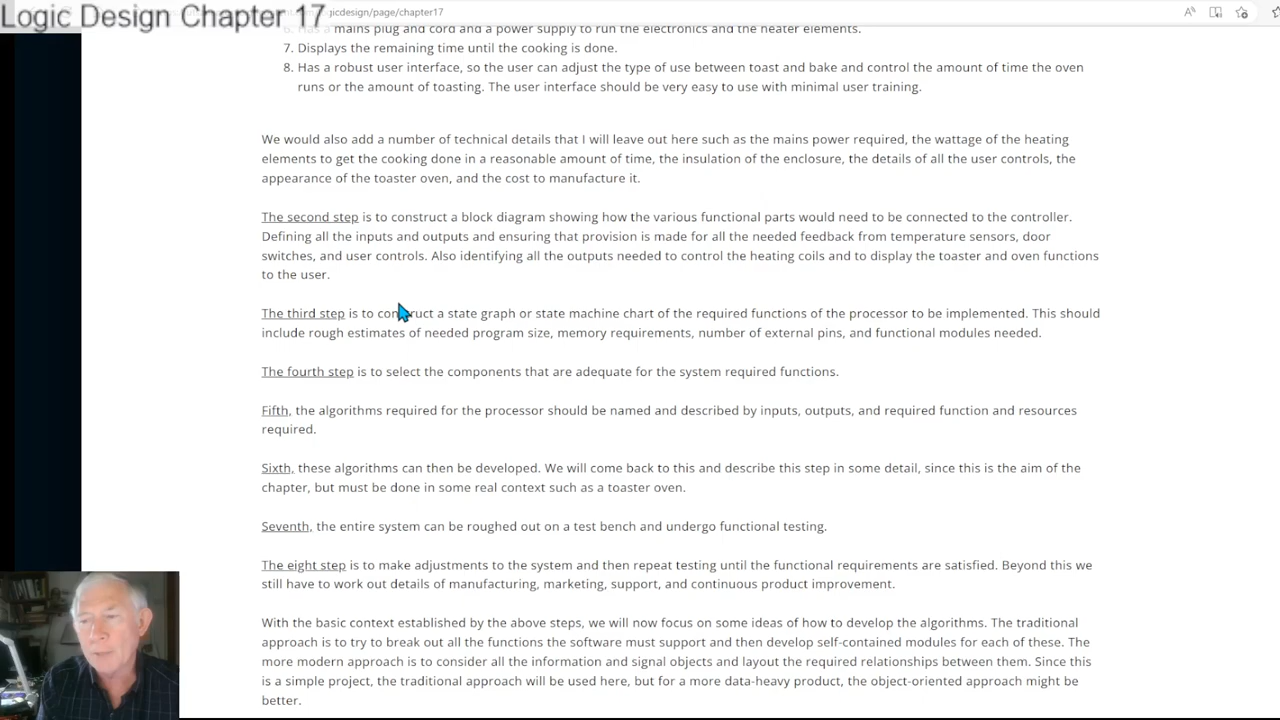 Logic Design Chapter 17
icdesign/page/chapter17
6. Has a mains plug and cord and a power supply to run the electronics and the heater elements.
7. Displays the remaining time until the cooking is done.
8. Has a robust user interface, so the user can adjust the type of use between toast and bake and control the amount of time the oven
runs or the amount of toasting. The user interface should be very easy to use with minimal user training.
We would also add a number of technical details that I will leave out here such as the mains power required, the wattage of the heating
elements to get the cooking done in a reasonable amount of time, the insulation of the enclosure, the details of all the user controls, the
appearance of the toaster oven, and the cost to manufacture it.
The second step is to construct a block diagram showing how the various functional parts would need to be connected to the controller.
Defining all the inputs and outputs and ensuring that provision is made for all the needed feedback from temperature sensors, door
switches, and user controls. Also identifying all the outputs needed to control the heating coils and to display the toaster and oven functions
to the user.
The third step is to construct a state graph or state machine chart of the required functions of the processor to be implemented. This should
include rough estimates of needed program size, memory requirements, number of external pins, and functional modules needed.
The fourth step is to select the components that are adequate for the system required functions.
Fifth, the algorithms required for the processor should be named and described by inputs, outputs, and required function and resources
required.
Sixth, these algorithms can then be developed. We will come back to this and describe this step in some detail, since this is the aim of the
chapter, but must be done in some real context such as a toaster oven.
Seventh, the entire system can be roughed out on a test bench and undergo functional testing.
The eight step is to make adjustments to the system and then repeat testing until the functional requirements are satisfied. Beyond this we
still have to work out details of manufacturing, marketing, support, and continuous product improvement.
With the basic context established by the above steps, we will now focus on some ideas of how to develop the algorithms. The traditional
approach is to try to break out all the functions the software must support and then develop self-contained modules for each of these. The
more modern approach is to consider all the information and signal objects and layout the required relationships between them. Since this
is a simple project, the traditional approach will be used here, but for a more data-heavy product, the object-oriented approach might be
better.